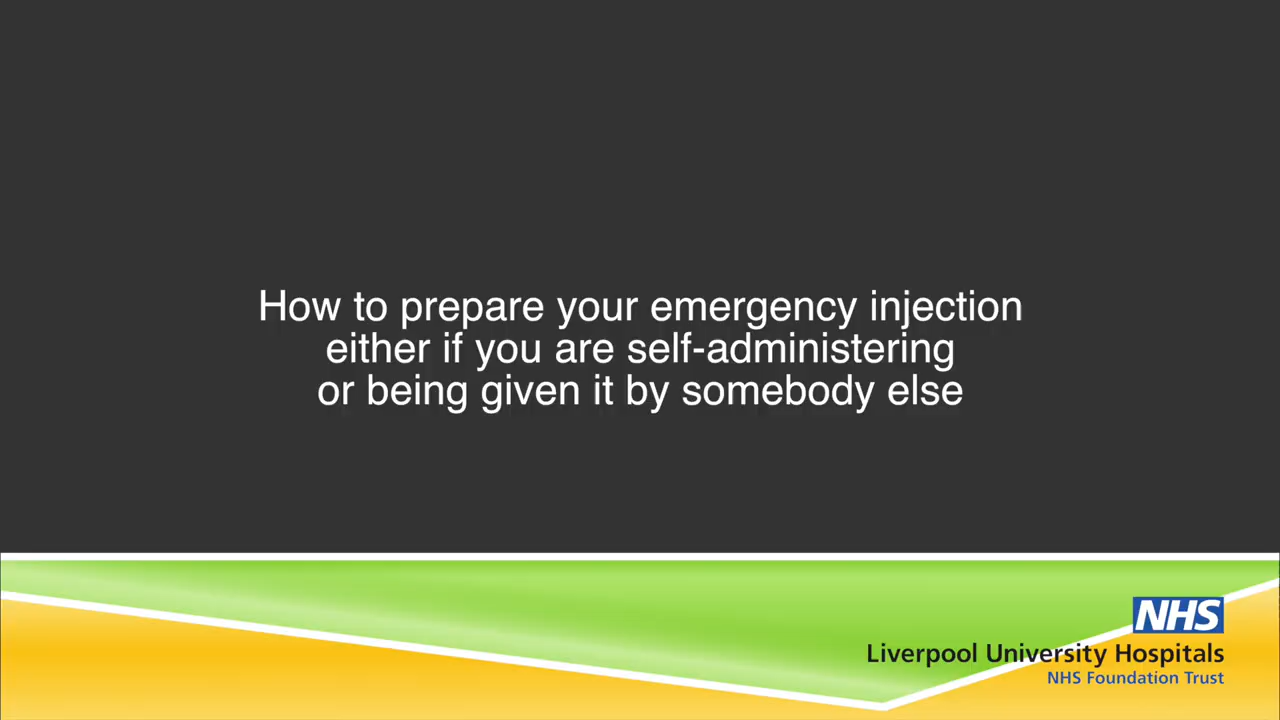 How to prepare your emergency injection
either if you are self-administering
or being given it by somebody else
NHS
Liverpool University Hospitals
NHS Foundation Trust